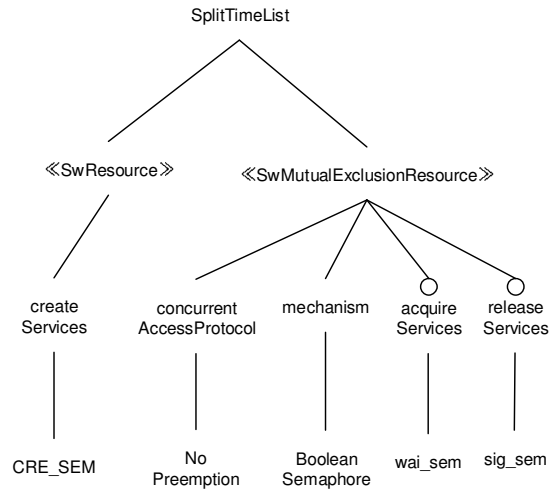 SplitTimeList
≪SwResource≫
≪SwMutualExclusionResource≫
create
Services
concurrent
AccessProtocol
mechanism
acquire
Services
release
Services
CRE_SEM
No
Preemption
Boolean
Semaphore
wai_sem
sig_sem